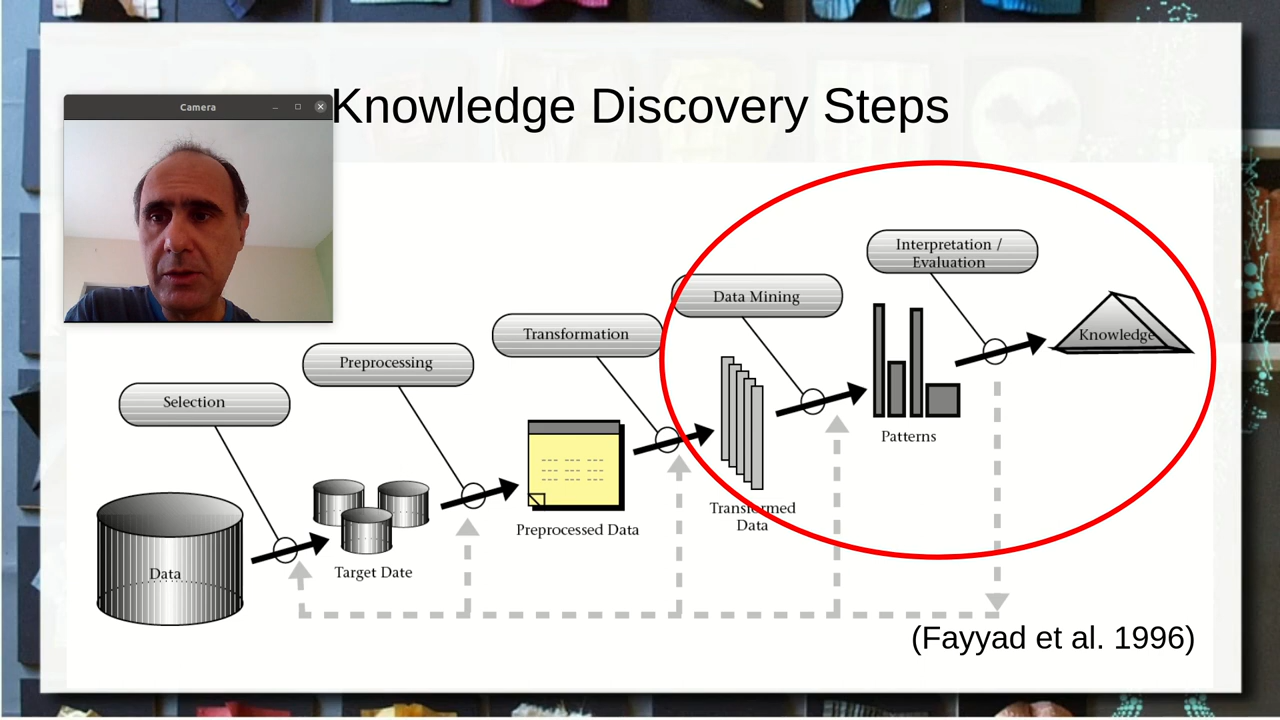 Knowledge Discovery Steps
Camera
Interpretation /
Evaluation
Data Mining
Transformation
Preprocessing
Selection
Knowledge
Patterns
Transformed
Data
Preprocessed Data
Target Date
Data
(Fayyad et al. 1996)